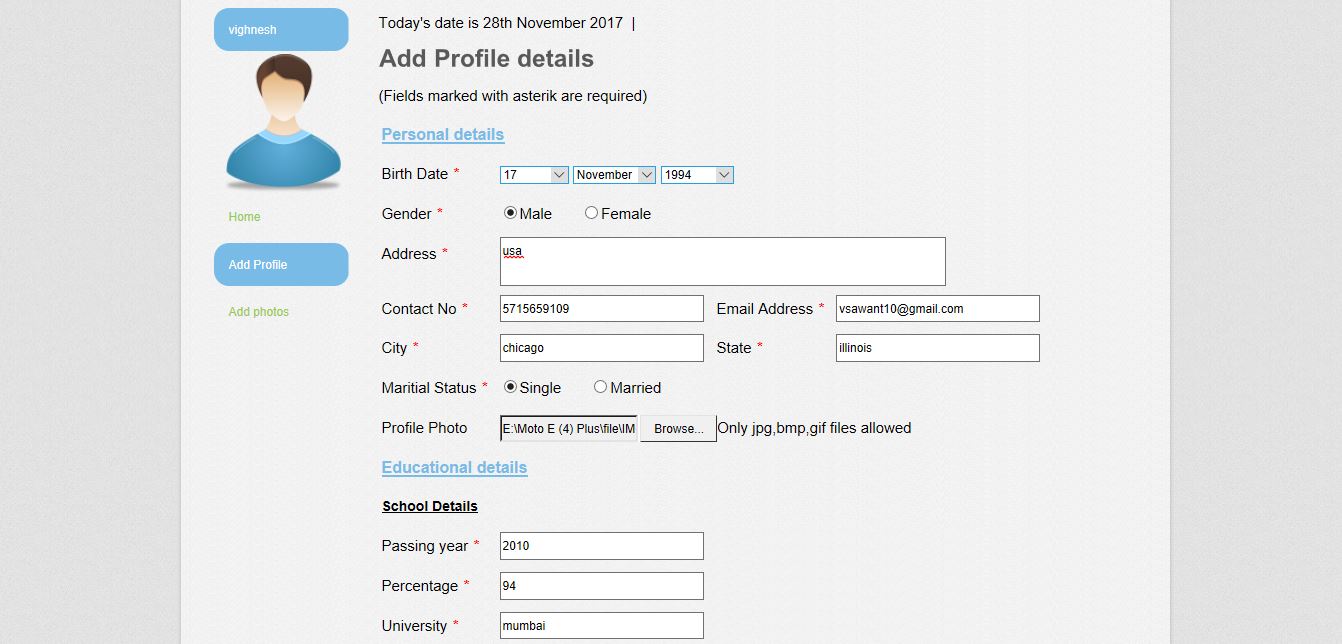 vighnesh
Home
Add Profile
Add photos
Today's date is 28th November 2017 |
Add Profile details
(Fields marked with asterik are required)
Personal details
Birth Date * 17 November 1994
Gender * Male Female
Address * usa
Contact No * 5715659109 Email Address * vsawant10@gmail.com
City * chicago State * illinois
Maritial Status * Single Married
Profile Photo E:\Moto E (4) Plus\file\IM Browse... Only jpg,bmp,gif files allowed
Educational details
School Details
Passing year * 2010
Percentage * 94
University * mumbai